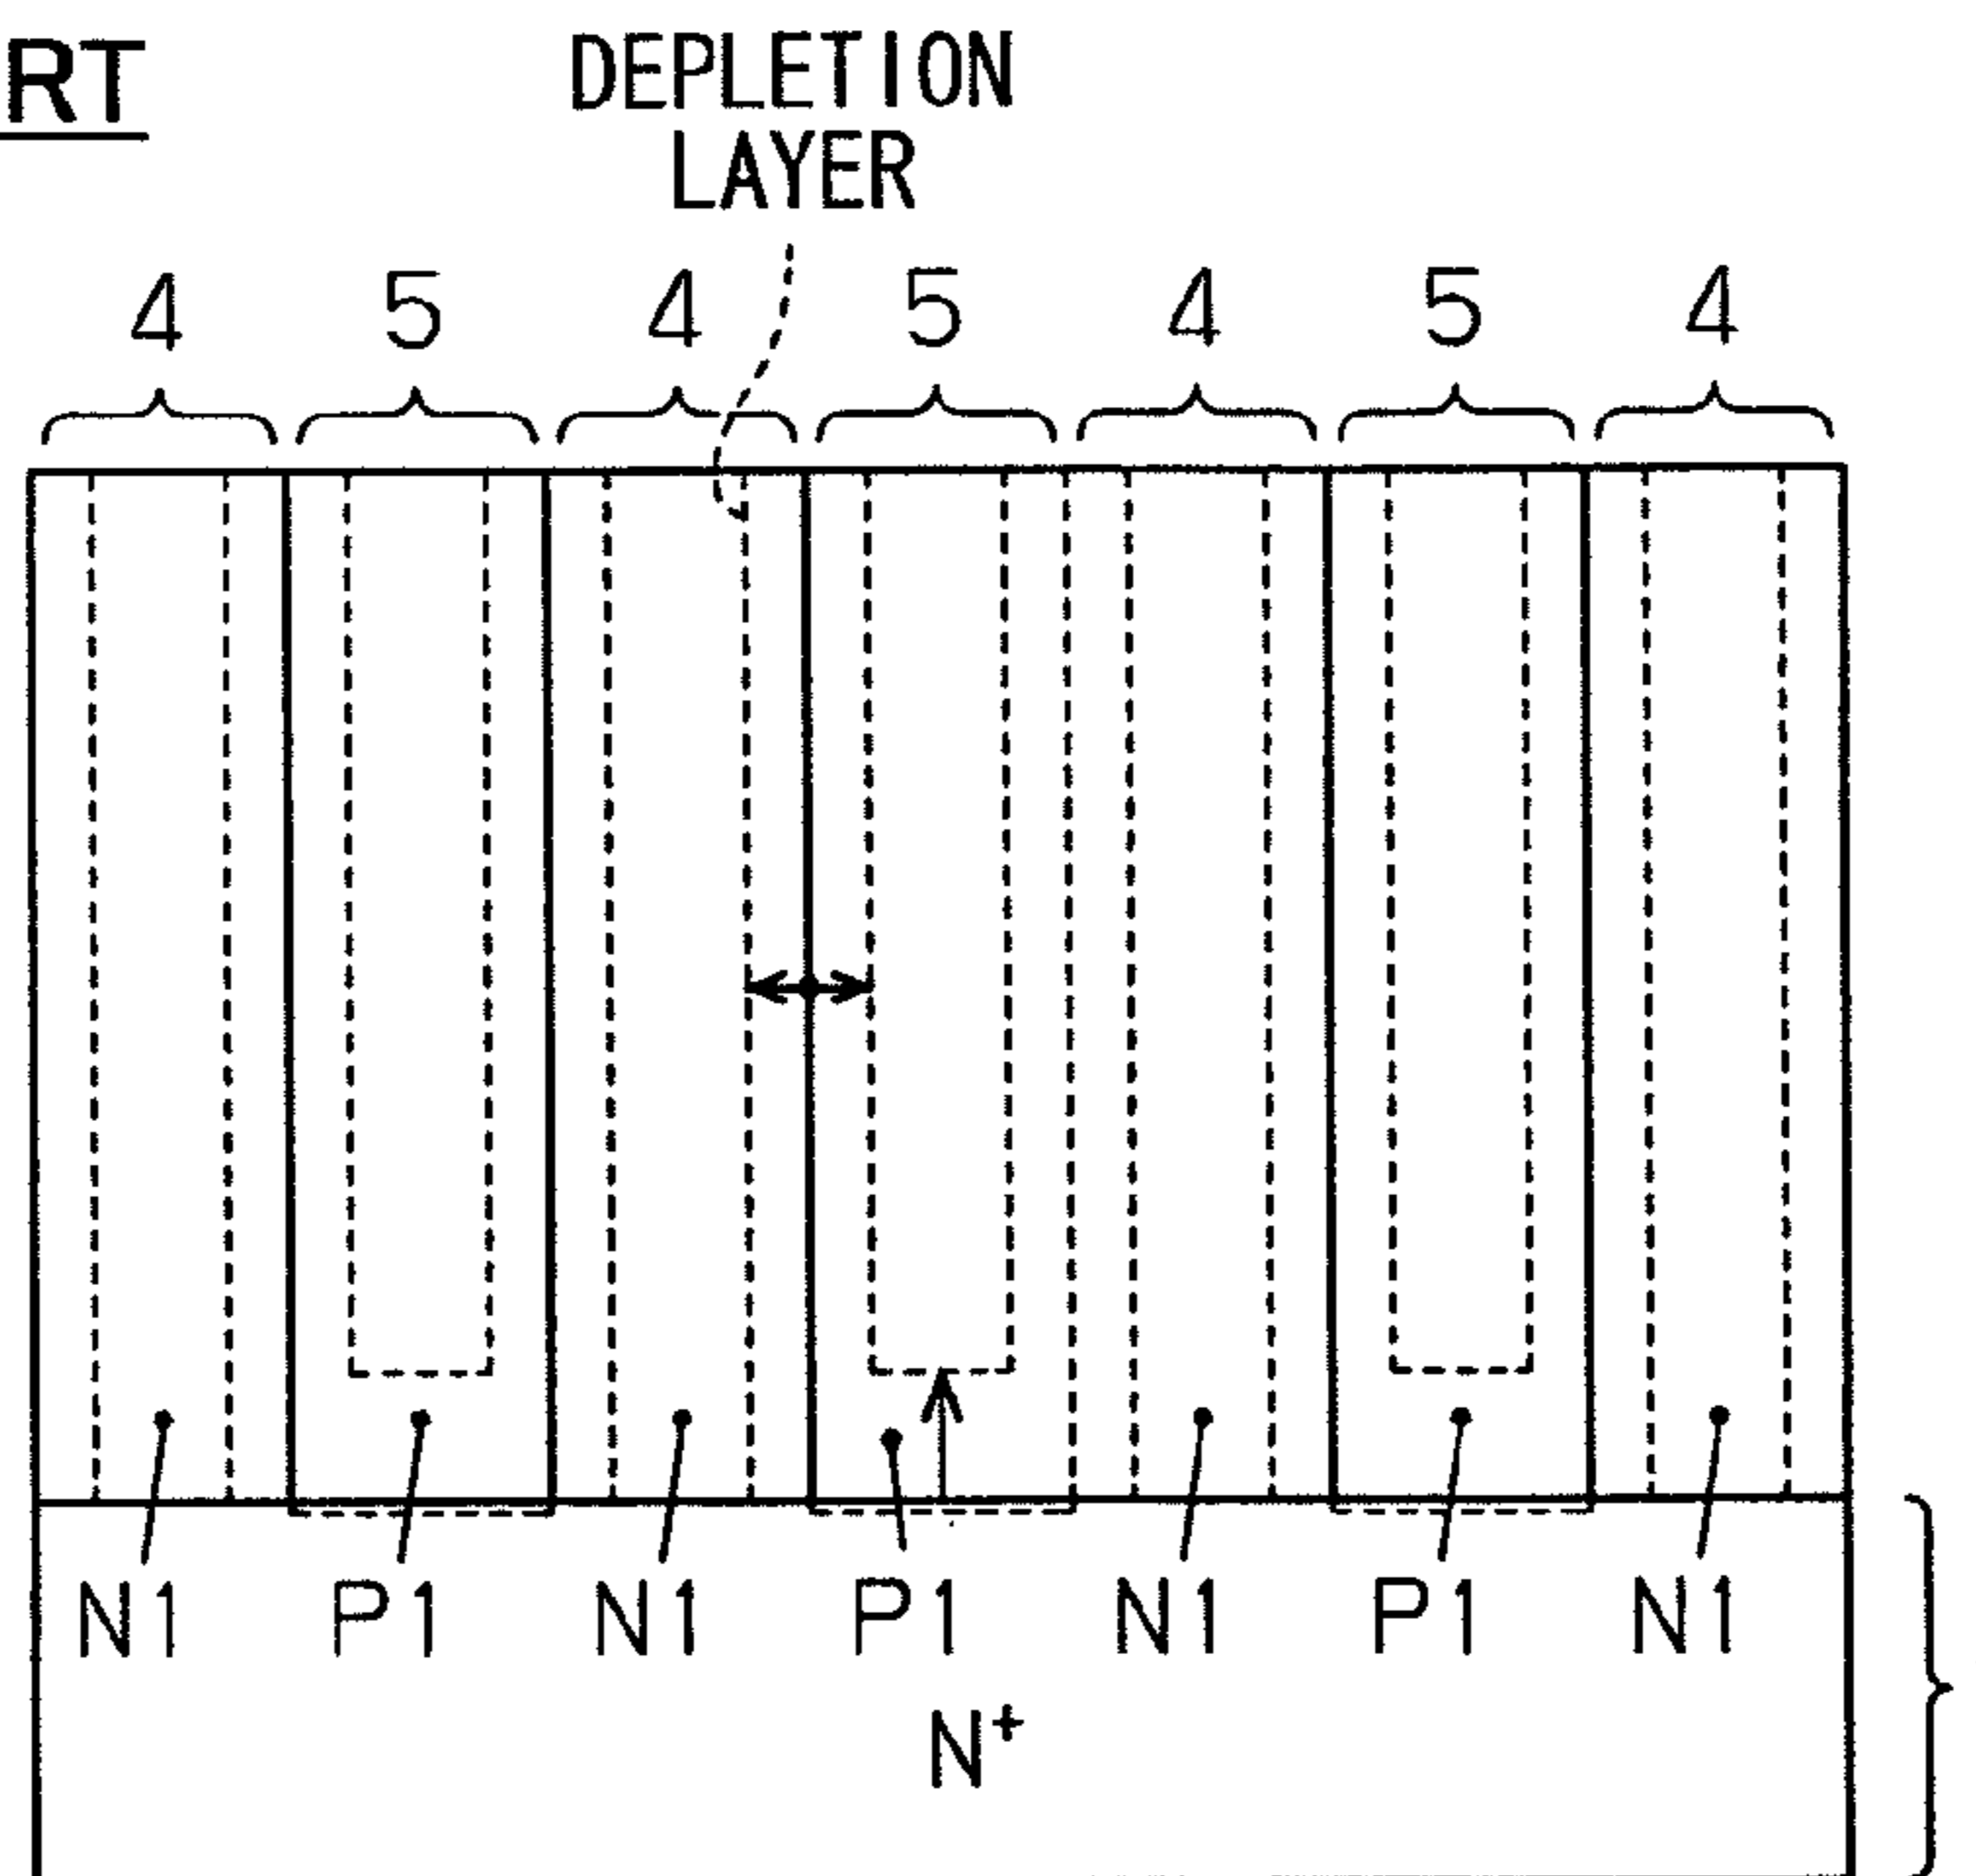 RT
DEPLETION
LAYER
4 5 4 5 4 5 4
N1 P1 N1 P1 N1 P1 N1
N+